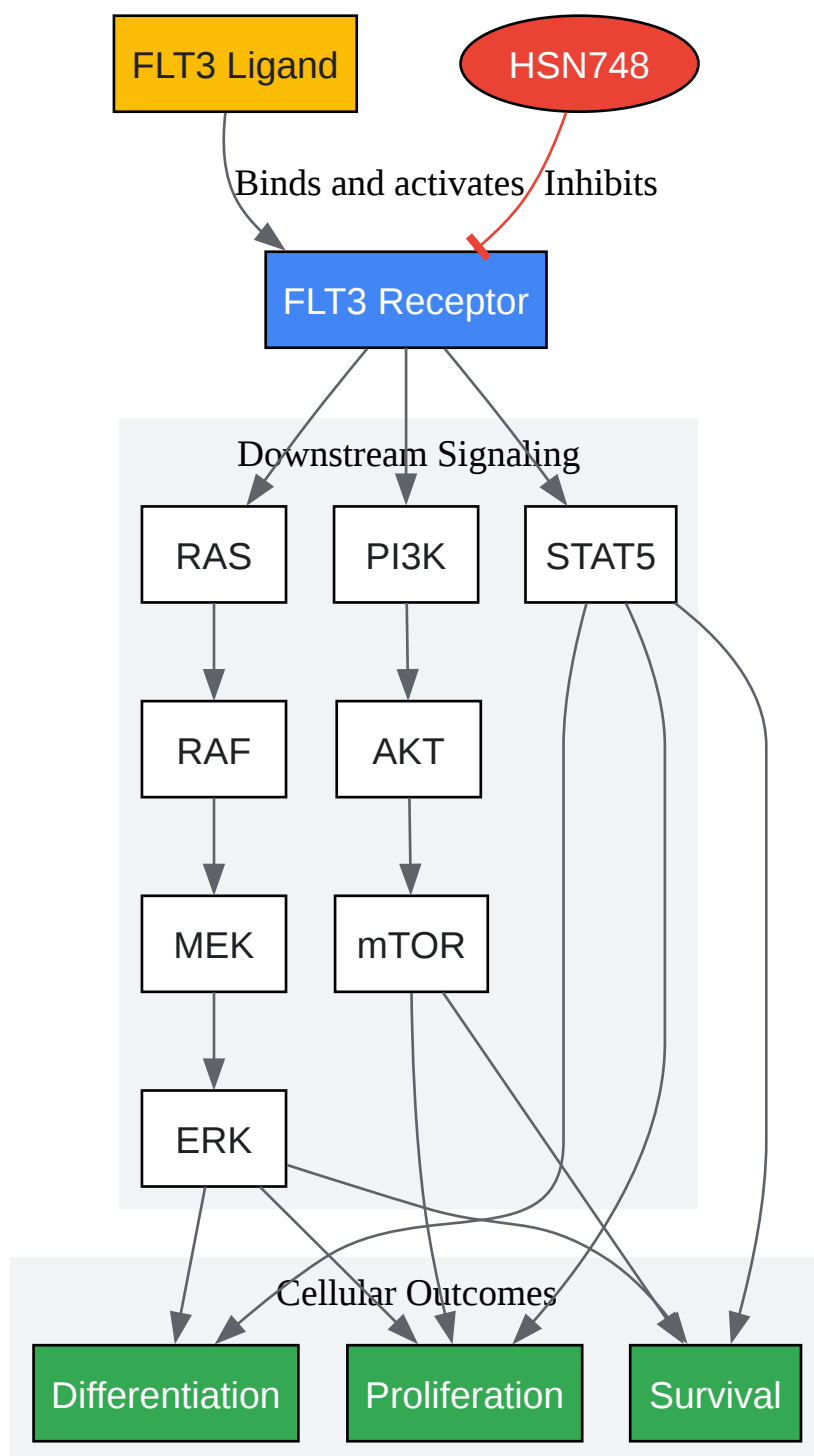 FLT3 Ligand
HSN748
Binds and activates
Inhibits
FLT3 Receptor
Downstream Signaling
RAS
PI3K
STAT5
RAF
AKT
MEK
mTOR
ERK
Cellular Outcomes
Differentiation
Proliferation
Survival